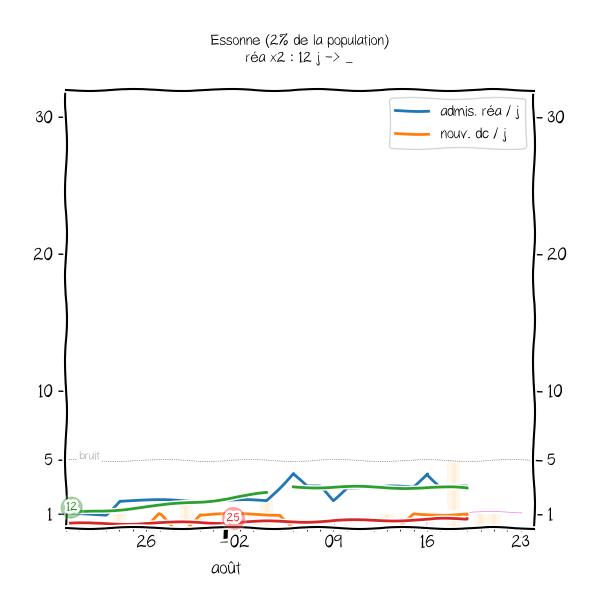 Essonne (2% de la population)
réa x2 : 12 j -> _
admis. réa / j
nouv. dc / j
30
30
20
20
10
10
5
bruit
5
12
25
1
1
26
02
09
16
23
août